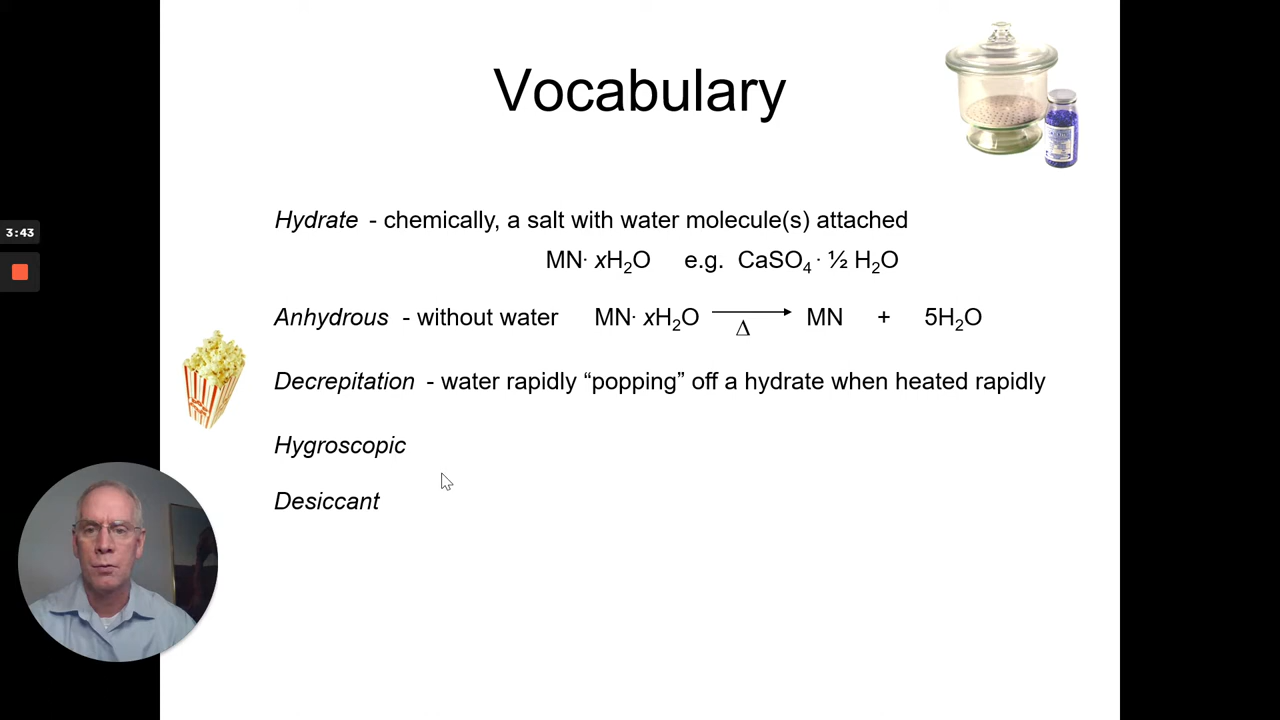 Vocabulary
Hydrate - chemically, a salt with water molecule(s) attached
MN· xH₂O e.g. CaSO₄ · ½ H₂O
3:43
Anhydrous - without water MN· xH₂O → MN + 5H₂O
Δ
Decrepitation - water rapidly “popping” off a hydrate when heated rapidly
Hygroscopic
Desiccant